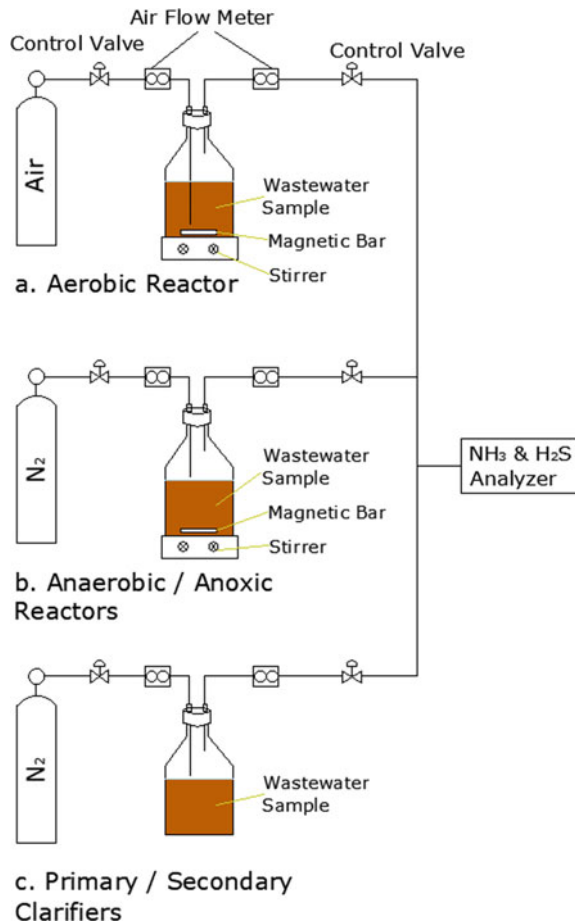 Air Flow Meter
Control Valve
Control Valve
Air
Wastewater
Sample
Magnetic Bar
Stirrer
a. Aerobic Reactor
N₂
Wastewater
Sample
Magnetic Bar
Stirrer
NH₃ & H₂S
Analyzer
b. Anaerobic / Anoxic
Reactors
N₂
Wastewater
Sample
c. Primary / Secondary
Clarifiers